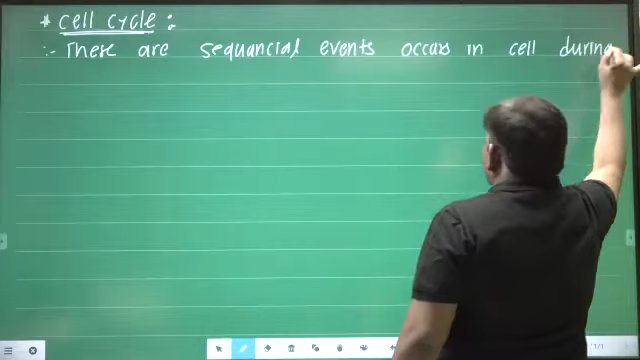 * cell cycle :
:- There are sequancial events occurs in cell during